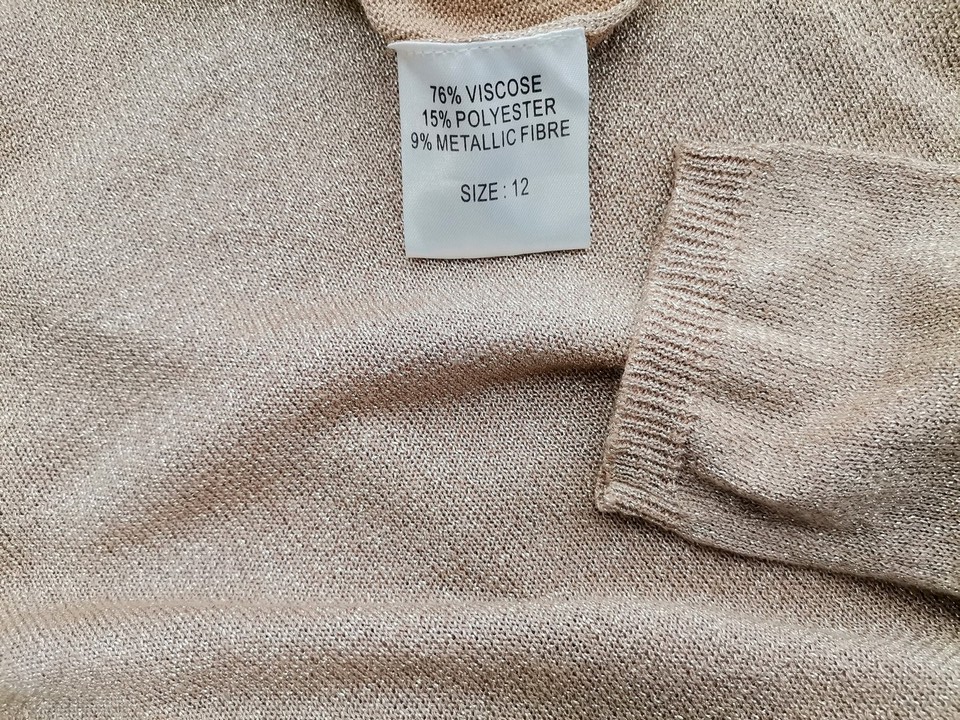 76% VISCOSE
15% POLYESTER
9% METALLIC FIBRE
SIZE : 12